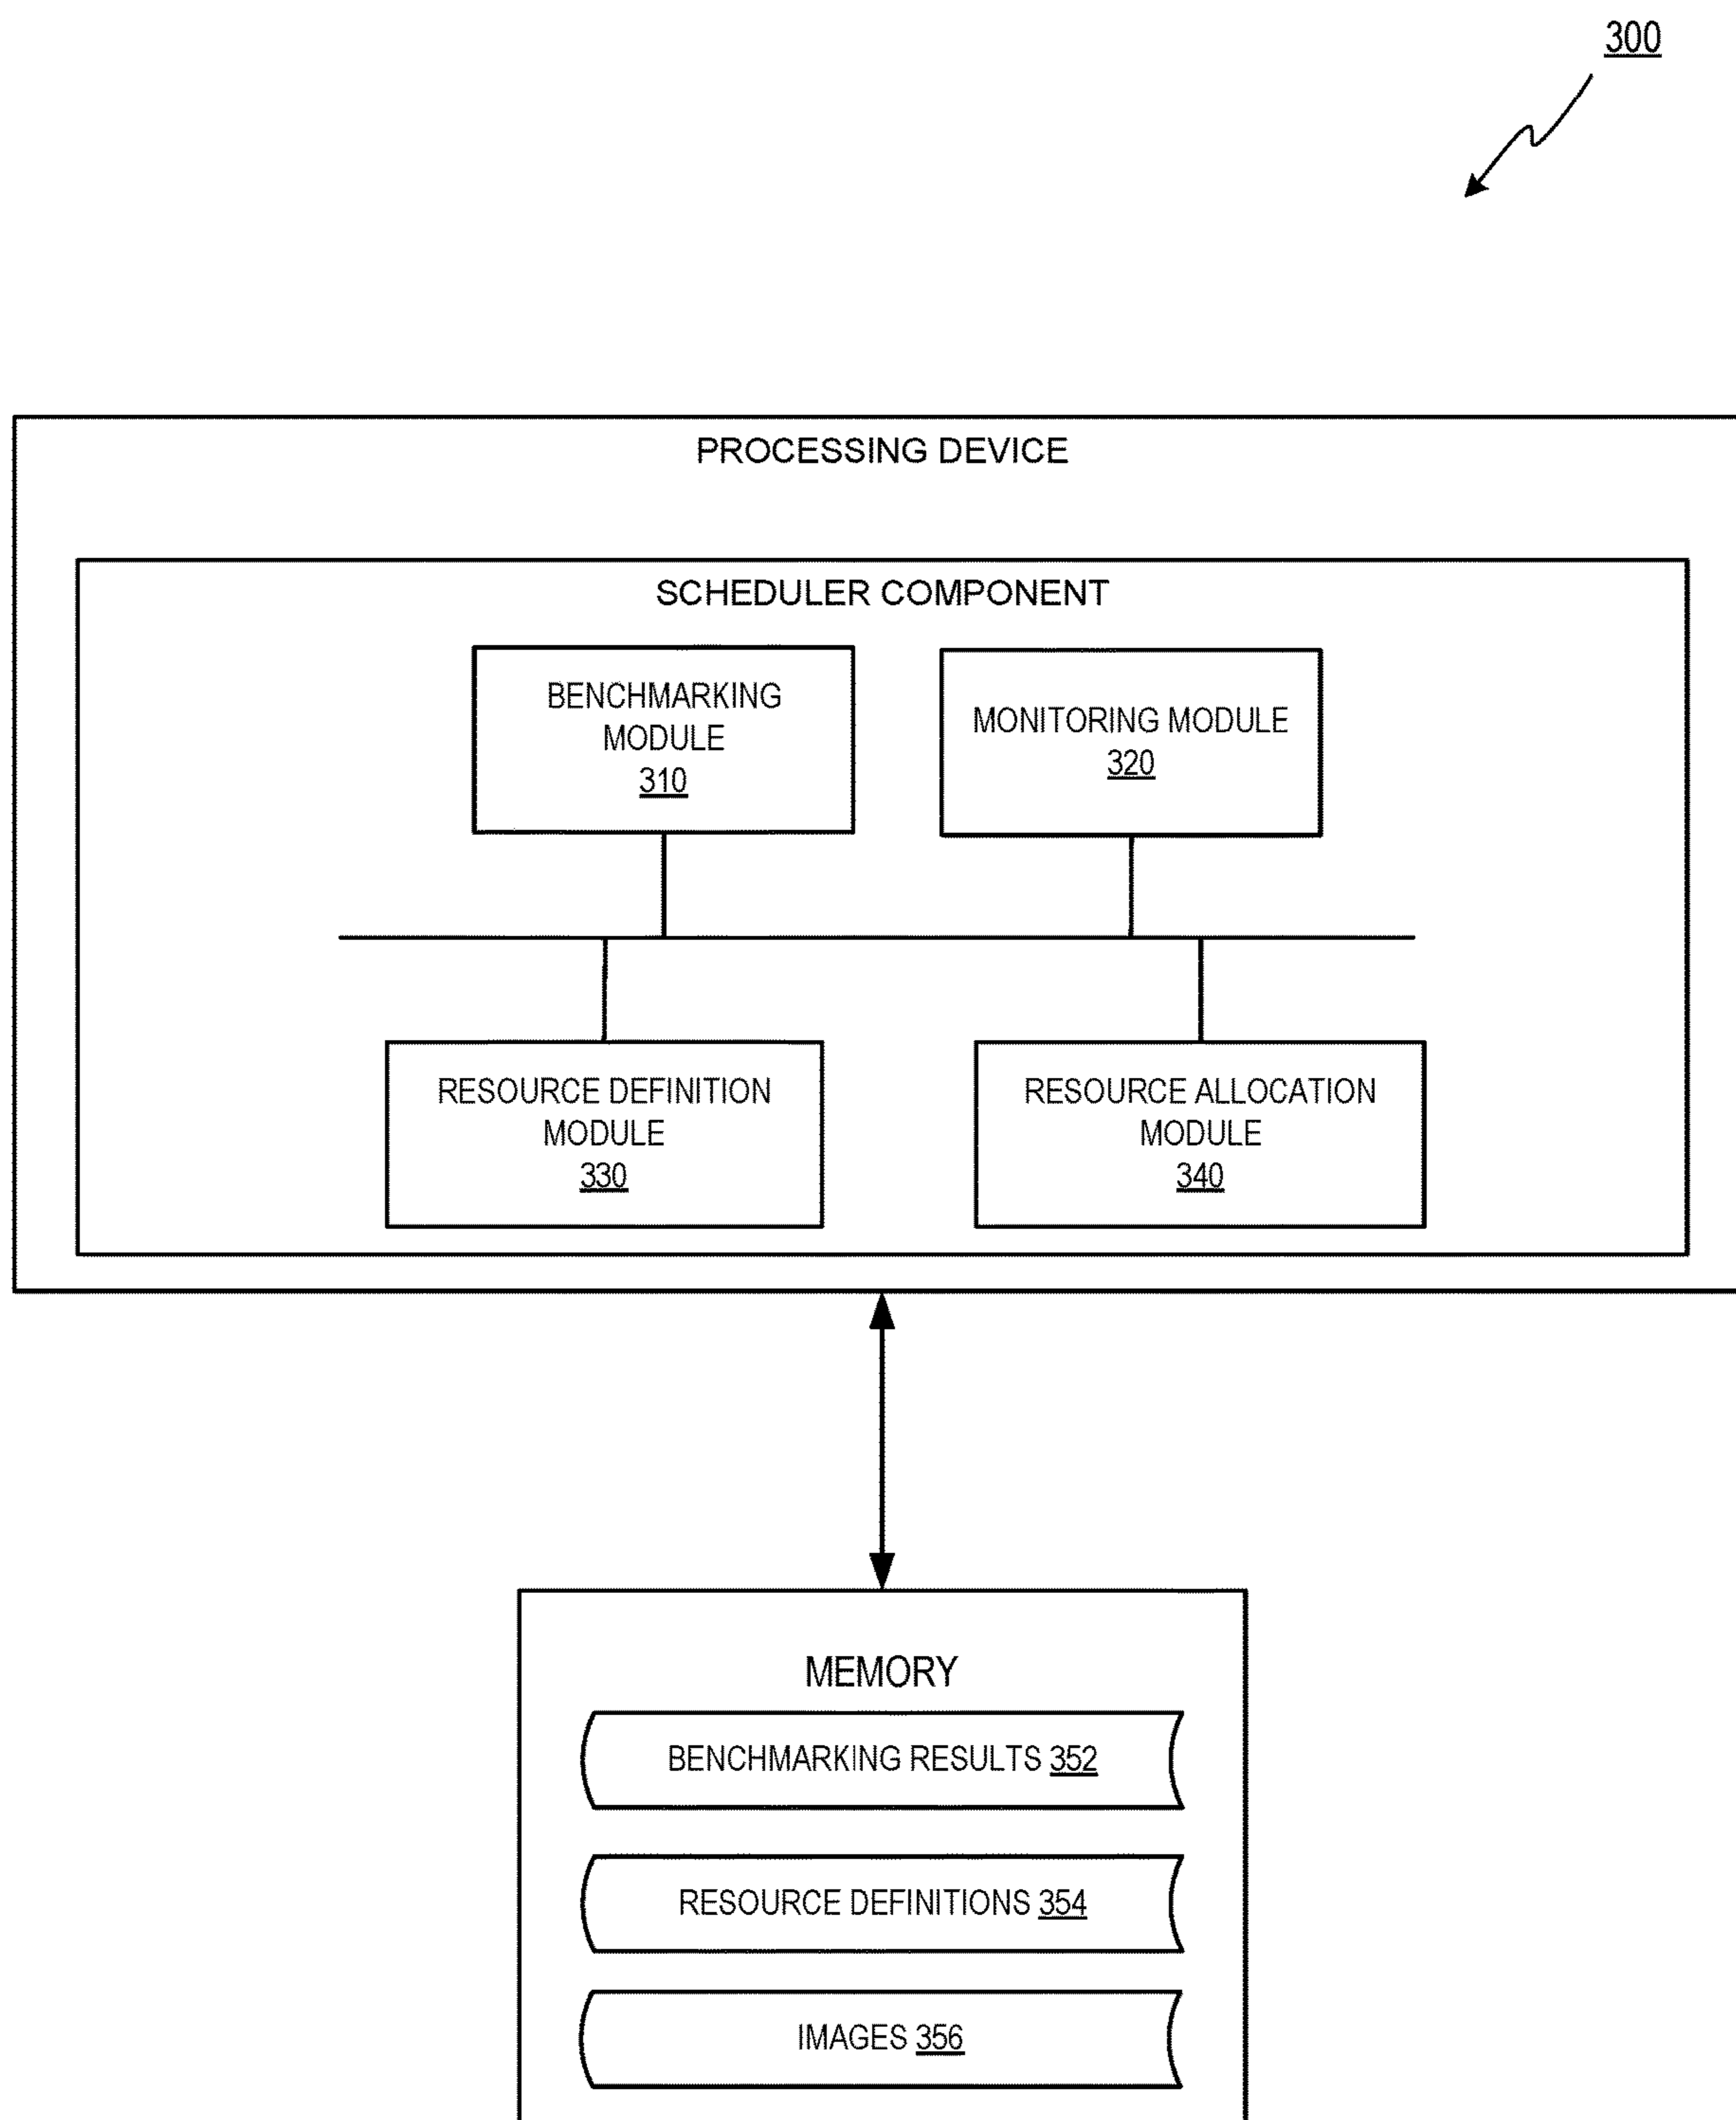 300
PROCESSING DEVICE
SCHEDULER COMPONENT
BENCHMARKING
MODULE
310
MONITORING MODULE
320
RESOURCE DEFINITION
MODULE
330
RESOURCE ALLOCATION
MODULE
340
MEMORY
BENCHMARKING RESULTS 352
RESOURCE DEFINITIONS 354
IMAGES 356